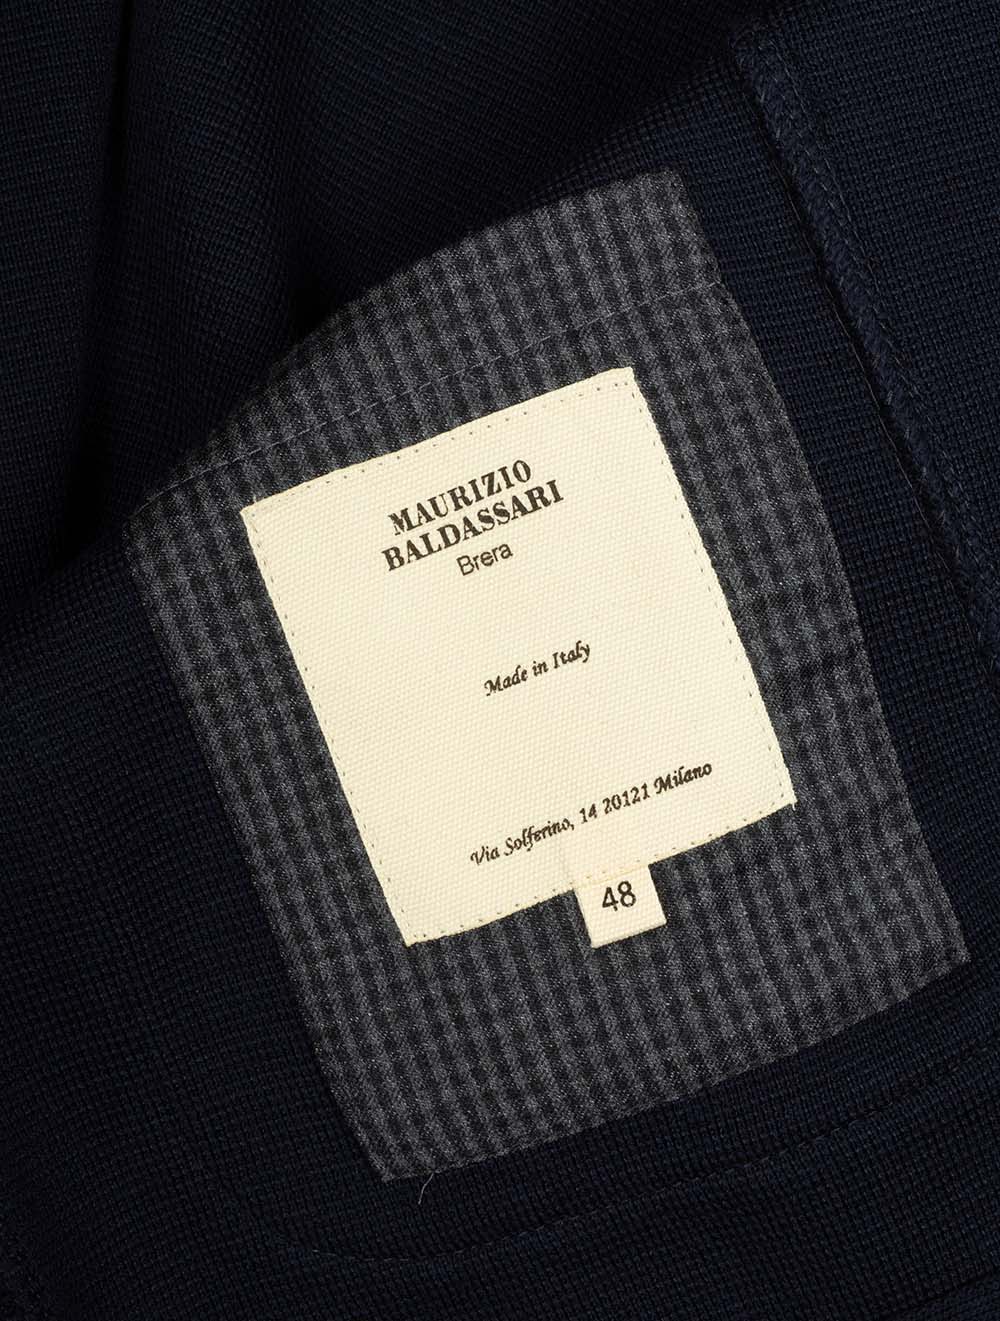 MAURIZIO
BALDASSARI
Brera
Made in Italy
Via Solferino, 14 20121 Milano
48